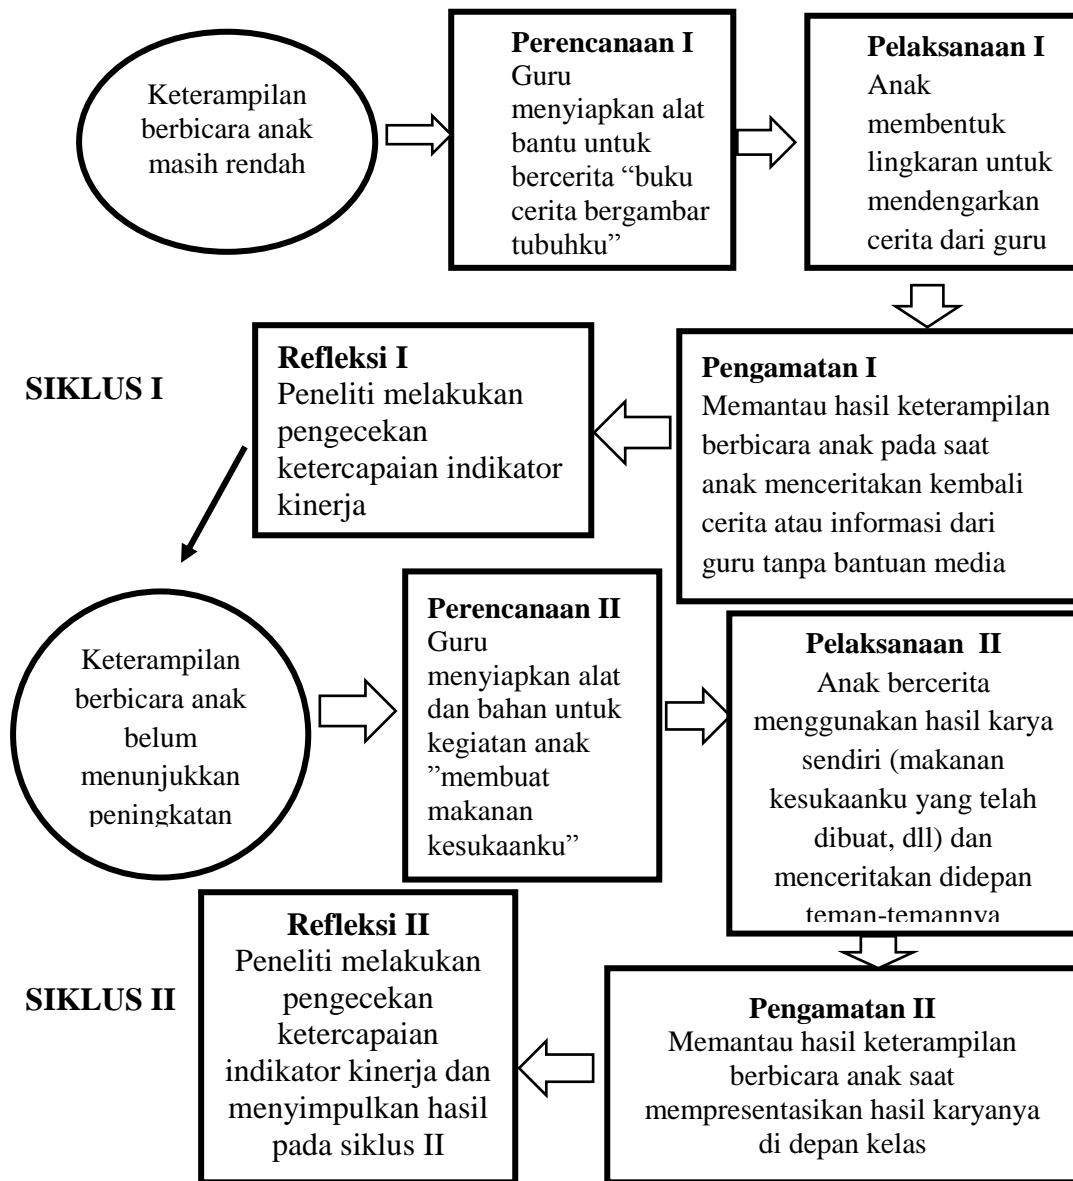 Keterampilan
berbicara anak
masih rendah
Perencanaan I
Guru
menyiapkan alat
bantu untuk
bercerita “buku
cerita bergambar
tubuhku”
Pelaksanaan I
Anak
membentuk
lingkaran untuk
mendengarkan
cerita dari guru
SIKLUS I
Refleksi I
Peneliti melakukan
pengecekan
ketercapaian indikator
kinerja
Pengamatan I
Memantau hasil keterampilan
berbicara anak pada saat
anak menceritakan kembali
cerita atau informasi dari
guru tanpa bantuan media
Keterampilan
berbicara anak
belum
menunjukkan
peningkatan
Perencanaan II
Guru
menyiapkan alat
dan bahan untuk
kegiatan anak
”membuat
makanan
kesukaanku”
Pelaksanaan  II
Anak bercerita
menggunakan hasil karya
sendiri (makanan
kesukaanku yang telah
dibuat, dll) dan
menceritakan didepan
teman-temannya
SIKLUS II
Refleksi II
Peneliti melakukan
pengecekan
ketercapaian
indikator kinerja dan
menyimpulkan hasil
pada siklus II
Pengamatan II
Memantau hasil keterampilan
berbicara anak saat
mempresentasikan hasil karyanya
di depan kelas